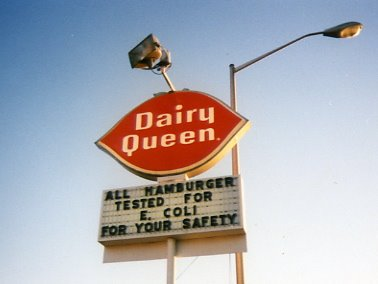 Dairy
Queen
ALL HAMBURGER
TESTED FOR
E. COLI
FOR YOUR SAFETY